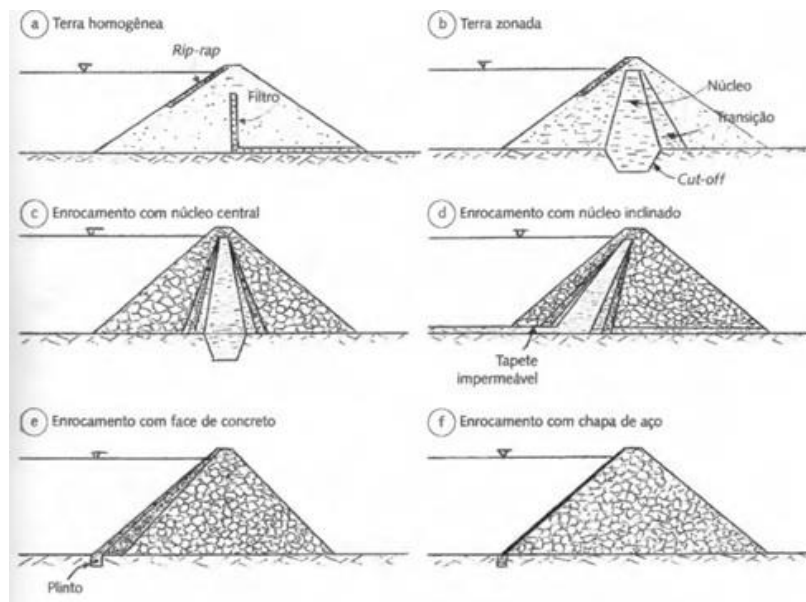 a Terra homogênea
Rip-rap
Filtro
b Terra zonada
Núcleo
Transição
Cut-off
c Enrocamento com núcleo central
d Enrocamento com núcleo inclinado
Tapete
impermeável
e Enrocamento com face de concreto
Plinto
f Enrocamento com chapa de aço